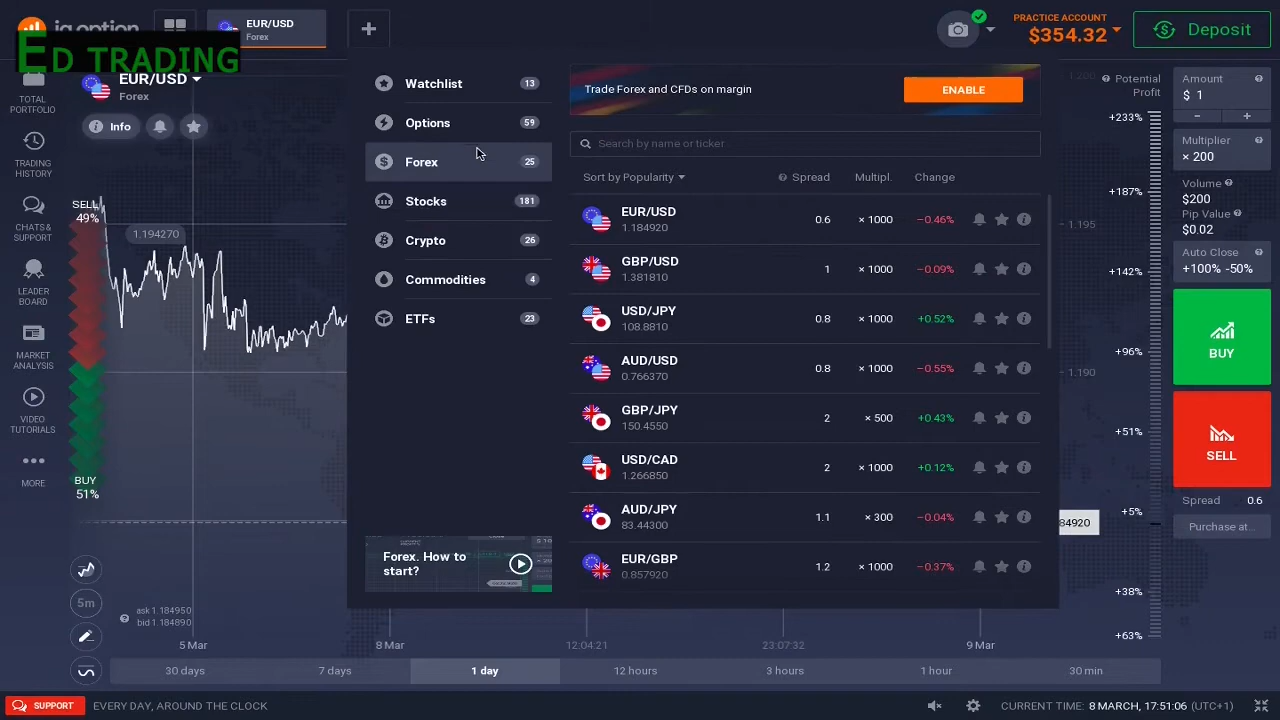 iq option
ED TRADING
EUR/USD
Forex
PRACTICE ACCOUNT
$354.32
Deposit
TOTAL
PORTFOLIO
TRADING
HISTORY
CHATS &
SUPPORT
LEADER
BOARD
MARKET
ANALYSIS
VIDEO
TUTORIALS
MORE
EUR/USD
Forex
Info
SELL
49%
1.194270
BUY
51%
5m
ask 1.184950
bid 1.184890
Watchlist 13
Options 59
Forex 25
Stocks 181
Crypto 26
Commodities 4
ETFs 23
Forex. How to
start?
Trade Forex and CFDs on margin
ENABLE
Search by name or ticker
Sort by Popularity Spread Multipl. Change
EUR/USD
1.184920
0.6 × 1000 −0.46%
GBP/USD
1.381810
1 × 1000 −0.09%
USD/JPY
108.8810
0.8 × 1000 +0.52%
AUD/USD
0.766370
0.8 × 1000 −0.55%
GBP/JPY
150.4550
2 × 500 +0.43%
USD/CAD
1.266850
2 × 1000 +0.12%
AUD/JPY
83.44300
1.1 × 300 −0.04%
EUR/GBP
0.857920
1.2 × 1000 −0.37%
1.200
1.195
1.190
84920
Potential
Profit
+233%
+187%
+142%
+96%
+51%
+5%
+38%
+63%
Amount
$ 1
- +
Multiplier
× 200
Volume
$200
Pip Value
$0.02
Auto Close
+100% -50%
BUY
SELL
Spread 0.6
Purchase at...
5 Mar 8 Mar 12:04:21 23:07:32 9 Mar
30 days 7 days 1 day 12 hours 3 hours 1 hour 30 min
SUPPORT EVERY DAY, AROUND THE CLOCK
CURRENT TIME: 8 MARCH, 17:51:06 (UTC+1)